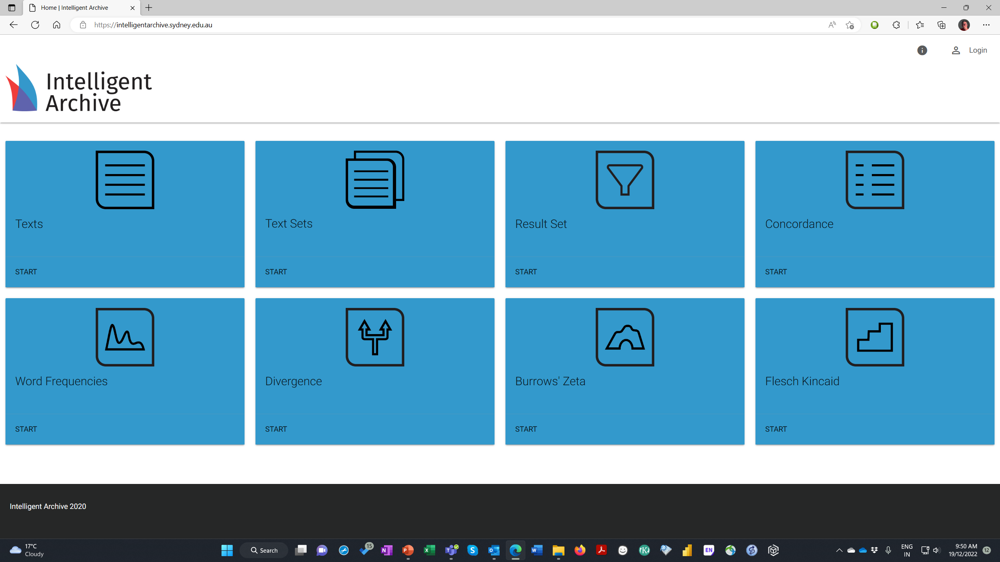 Home | Intelligent Archive
https://intelligentarchive.sydney.edu.au
Login
Intelligent
Archive
Texts
START
Text Sets
START
Result Set
START
Concordance
START
Word Frequencies
START
Divergence
START
Burrows' Zeta
START
Flesch Kincaid
START
Intelligent Archive 2020
17°C
Cloudy
Search
15
N
P
X
T
S
O
W
EN
ENG
IN
9:50 AM
19/12/2022
12